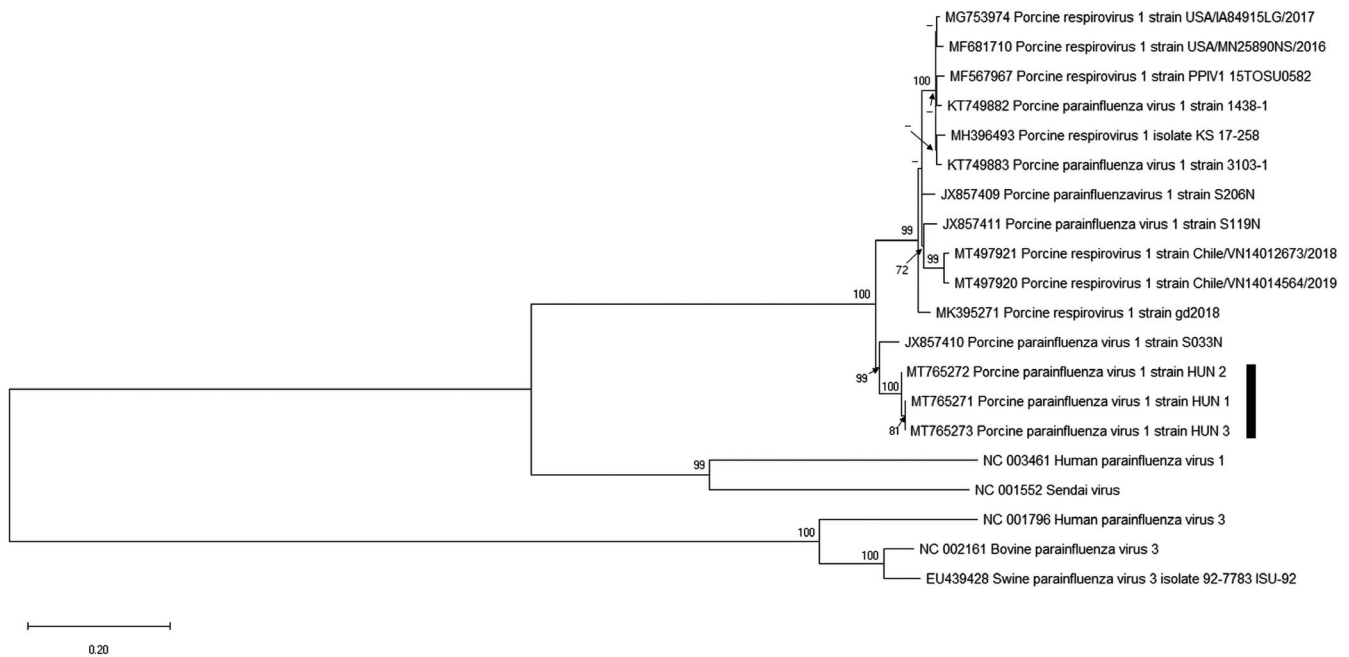 MG753974 Porcine respirovirus 1 strain USA/IA84915LG/2017
–
MF681710 Porcine respirovirus 1 strain USA/MN25890NS/2016
MF567967 Porcine respirovirus 1 strain PPIV1 15TOSU0582
100
KT749882 Porcine parainfluenza virus 1 strain 1438-1
–
–
MH396493 Porcine respirovirus 1 isolate KS 17-258
KT749883 Porcine parainfluenza virus 1 strain 3103-1
–
JX857409 Porcine parainfluenzavirus 1 strain S206N
JX857411 Porcine parainfluenza virus 1 strain S119N
99
MT497921 Porcine respirovirus 1 strain Chile/VN14012673/2018
99
72
MT497920 Porcine respirovirus 1 strain Chile/VN14014564/2019
100
MK395271 Porcine respirovirus 1 strain gd2018
JX857410 Porcine parainfluenza virus 1 strain S033N
MT765272 Porcine parainfluenza virus 1 strain HUN 2
99
100
MT765271 Porcine parainfluenza virus 1 strain HUN 1
81
MT765273 Porcine parainfluenza virus 1 strain HUN 3
NC 003461 Human parainfluenza virus 1
99
NC 001552 Sendai virus
NC 001796 Human parainfluenza virus 3
100
NC 002161 Bovine parainfluenza virus 3
100
EU439428 Swine parainfluenza virus 3 isolate 92-7783 ISU-92
0.20